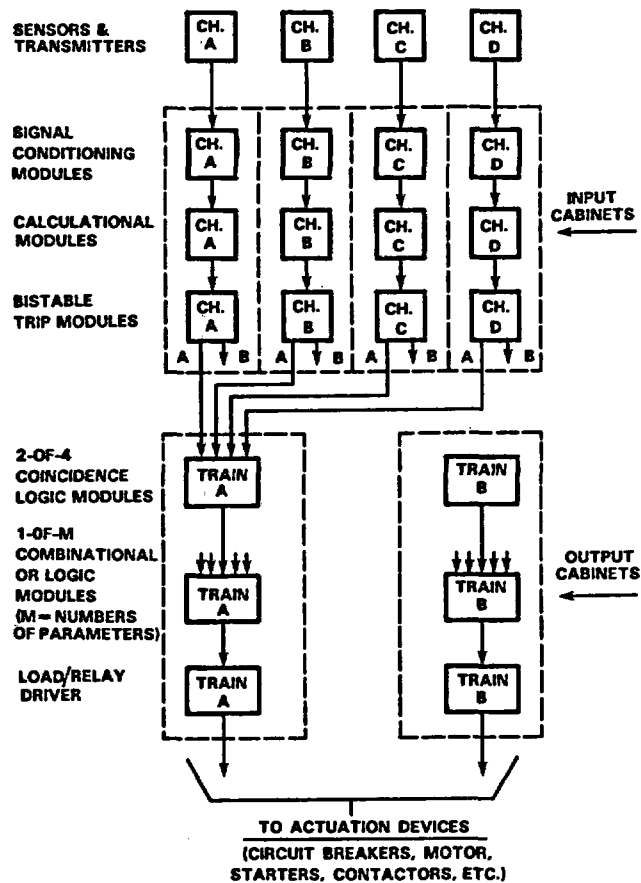 SENSORS &
TRANSMITTERS
CH.
A
CH.
B
CH.
C
CH.
D
SIGNAL
CONDITIONING
MODULES
CH.
A
CH.
B
CH.
C
CH.
D
INPUT
CABINETS
CALCULATIONAL
MODULES
CH.
A
CH.
B
CH.
C
CH.
D
BISTABLE
TRIP MODULES
CH.
A
CH.
B
CH.
C
CH.
D
A B A B A B A B
2-OF-4
COINCIDENCE
LOGIC MODULES
TRAIN
A
TRAIN
B
1-OF-M
COMBINATIONAL
OR LOGIC
MODULES
(M = NUMBERS
OF PARAMETERS)
TRAIN
A
TRAIN
B
OUTPUT
CABINETS
LOAD/RELAY
DRIVER
TRAIN
A
TRAIN
B
TO ACTUATION DEVICES
(CIRCUIT BREAKERS, MOTOR,
STARTERS, CONTACTORS, ETC.)